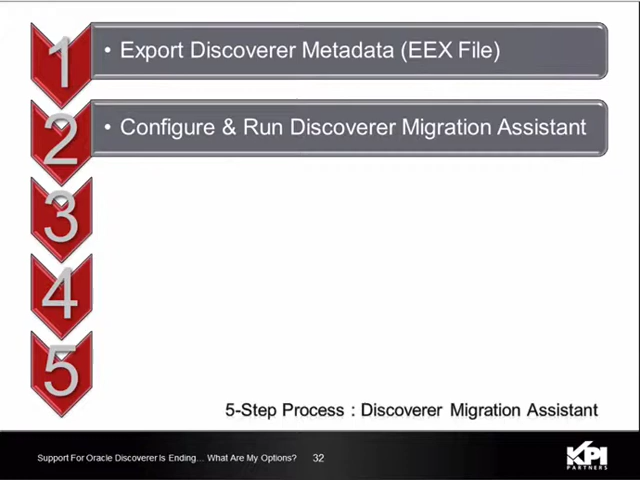 1
• Export Discoverer Metadata (EEX File)
2
• Configure & Run Discoverer Migration Assistant
3
4
5
5-Step Process : Discoverer Migration Assistant
Support For Oracle Discoverer Is Ending... What Are My Options?
32
KPI
PARTNERS